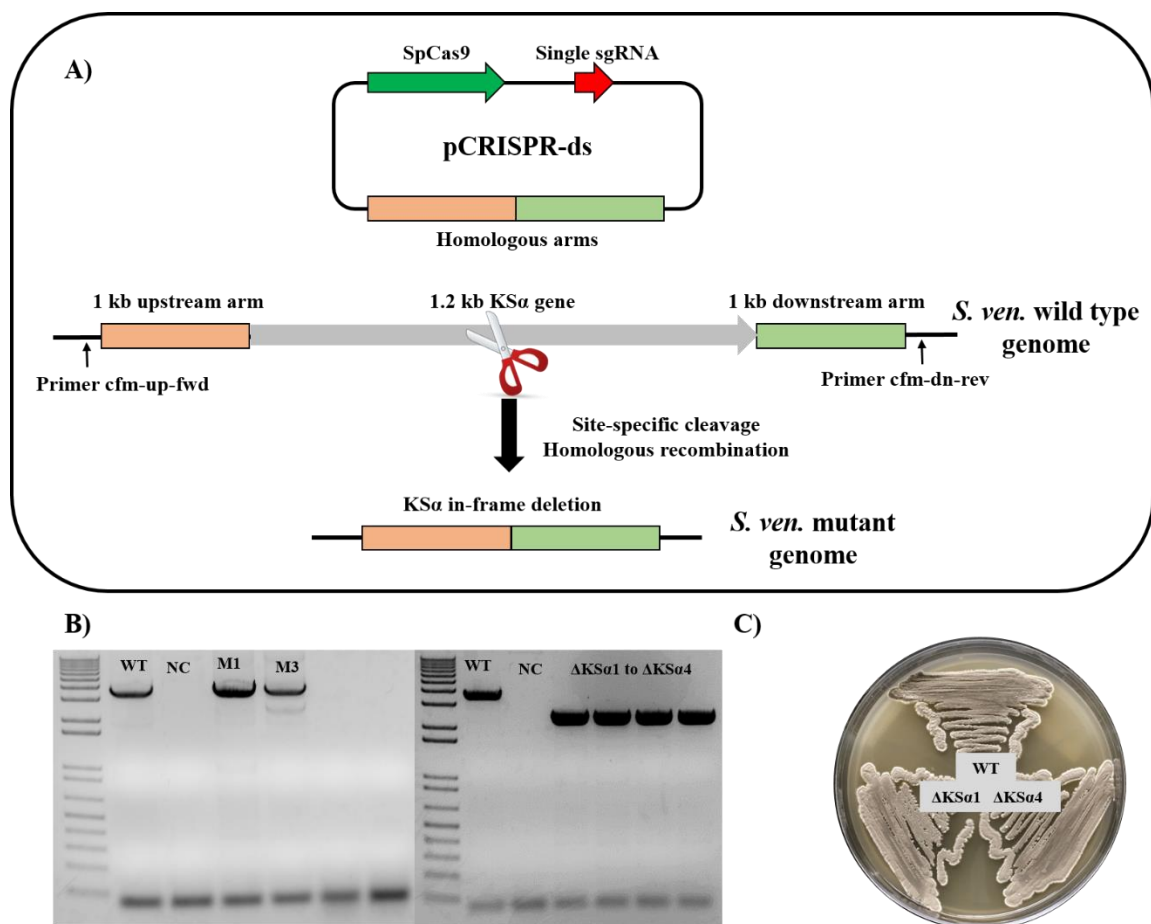 A)
SpCas9 Single sgRNA
pCRISPR-ds
Homologous arms
1 kb upstream arm 1.2 kb KSα gene 1 kb downstream arm
S. ven. wild type
genome
Primer cfm-up-fwd Primer cfm-dn-rev
Site-specific cleavage
Homologous recombination
KSα in-frame deletion
S. ven. mutant
genome
B)
WT NC M1 M3
WT NC ΔKSα1 to ΔKSα4
C)
WT
ΔKSα1 ΔKSα4